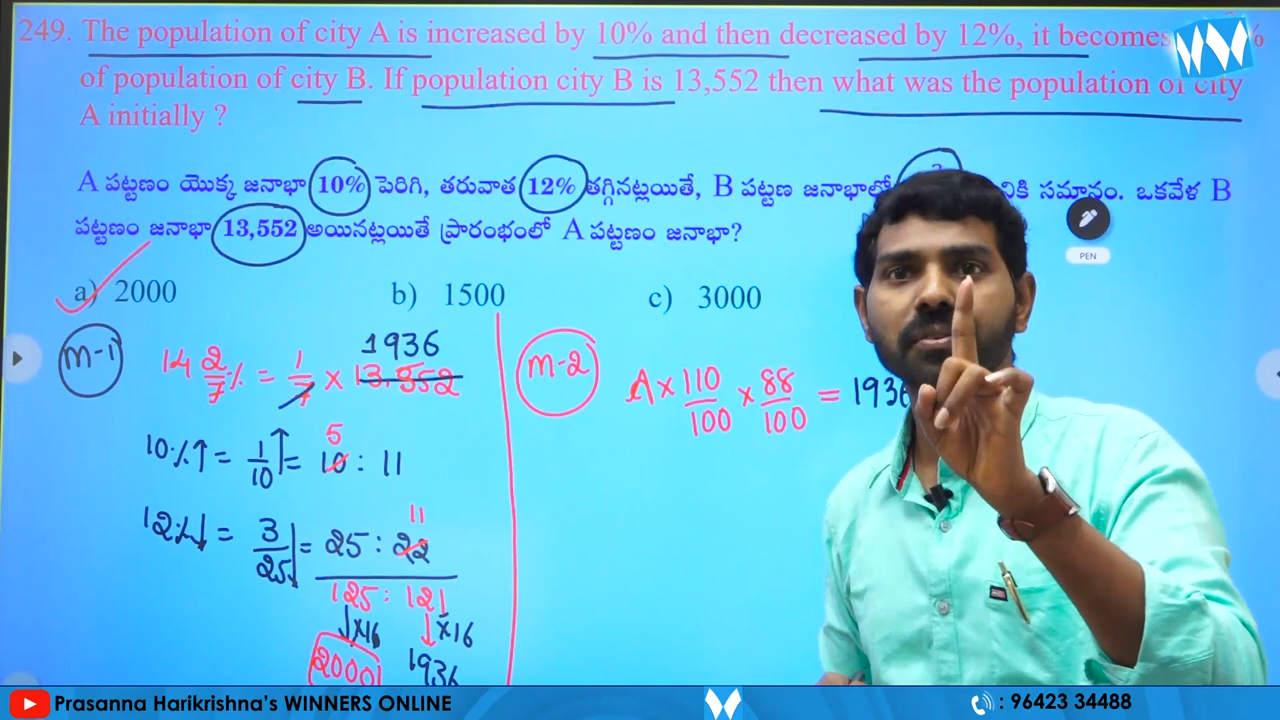 249. The population of city A is increased by 10% and then decreased by 12%, it becomes %
of population of city B. If population city B is 13,552 then what was the population of city
A initially ?
A పట్టణం యొక్క జనాభా 10% పెరిగి, తరువాత 12% తగ్గినట్లయితే, B పట్టణ జనాభాలో నికి సమానం. ఒకవేళ B
పట్టణం జనాభా 13,552 అయినట్లయితే ప్రారంభంలో A పట్టణం జనాభా?
PEN
a) 2000 b) 1500 c) 3000
M-1
14 2/7 % = 1/7 × 13,552
1936
10%↑ = 1/10↑ = 10 : 11
5
12%↓ = 3/25↓ = 25 : 22
11
125 : 121
↓×16 ↓×16
2000 1936
M-2
A × 110/100 × 88/100 = 1936
Prasanna Harikrishna's WINNERS ONLINE
: 96423 34488